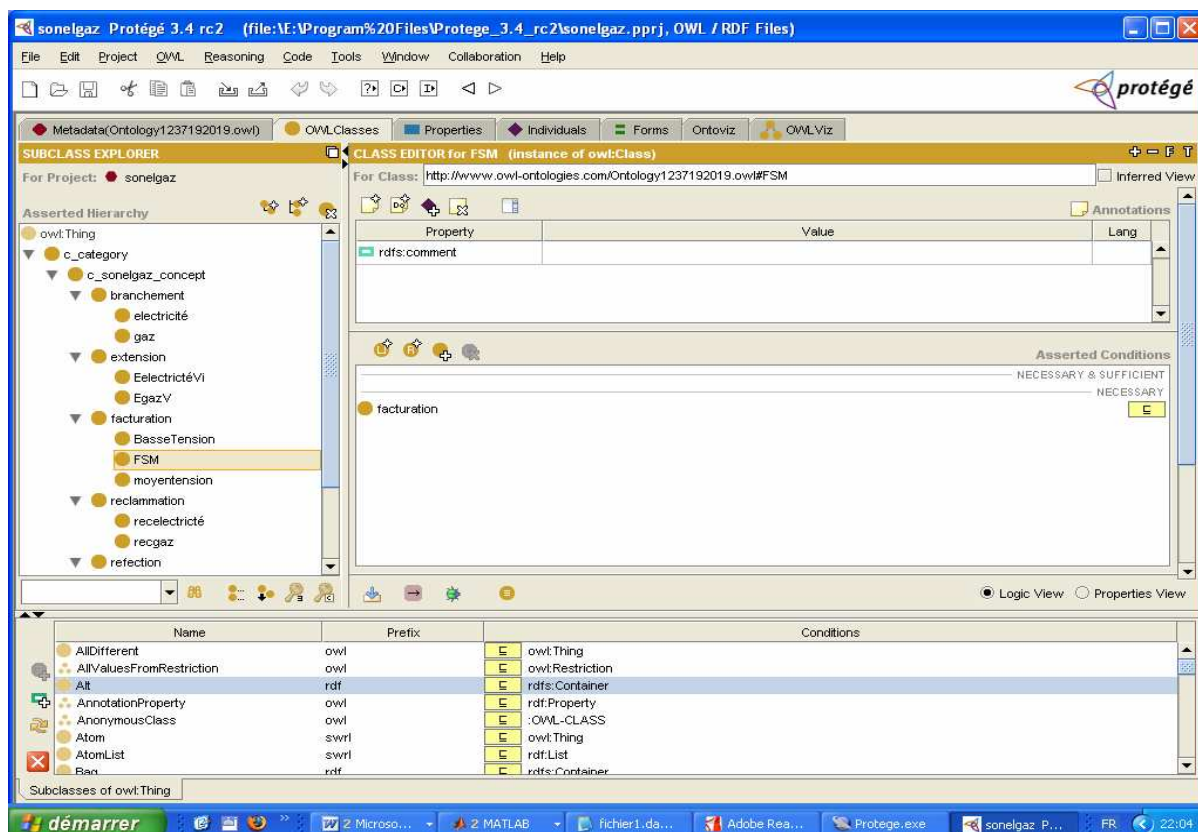 sonelgaz Protégé 3.4 rc2 (file:\E:\Program%20Files\Protege_3.4_rc2\sonelgaz.pprj, OWL / RDF Files)
File Edit Project OWL Reasoning Code Tools Window Collaboration Help
protégé
Metadata(Ontology1237192019.owl) OWLClasses Properties Individuals Forms Ontoviz OWLViz
SUBCLASS EXPLORER
For Project: sonelgaz
Asserted Hierarchy
owl:Thing
c_category
c_sonelgaz_concept
branchement
electricité
gaz
extension
EelectrictéVi
EgazV
facturation
BasseTension
FSM
moyentension
reclammation
recelectricté
recgaz
refection
CLASS EDITOR for FSM (instance of owl:Class)
For Class: http://www.owl-ontologies.com/Ontology1237192019.owl#FSM Inferred View
Annotations
Property Value Lang
rdfs:comment
Asserted Conditions
NECESSARY & SUFFICIENT
NECESSARY
facturation ⊑
Logic View Properties View
Name Prefix Conditions
AllDifferent owl ⊑ owl:Thing
AllValuesFromRestriction owl ⊑ owl:Restriction
Alt rdf ⊑ rdfs:Container
AnnotationProperty owl ⊑ rdf:Property
AnonymousClass owl ⊑ :OWL-CLASS
Atom swrl ⊑ owl:Thing
AtomList swrl ⊑ rdf:List
Bag rdf ⊑ rdfs:Container
Subclasses of owl:Thing
démarrer 2 Microso... 2 MATLAB fichier1.da... Adobe Rea... Protege.exe sonelgaz P... FR 22:04